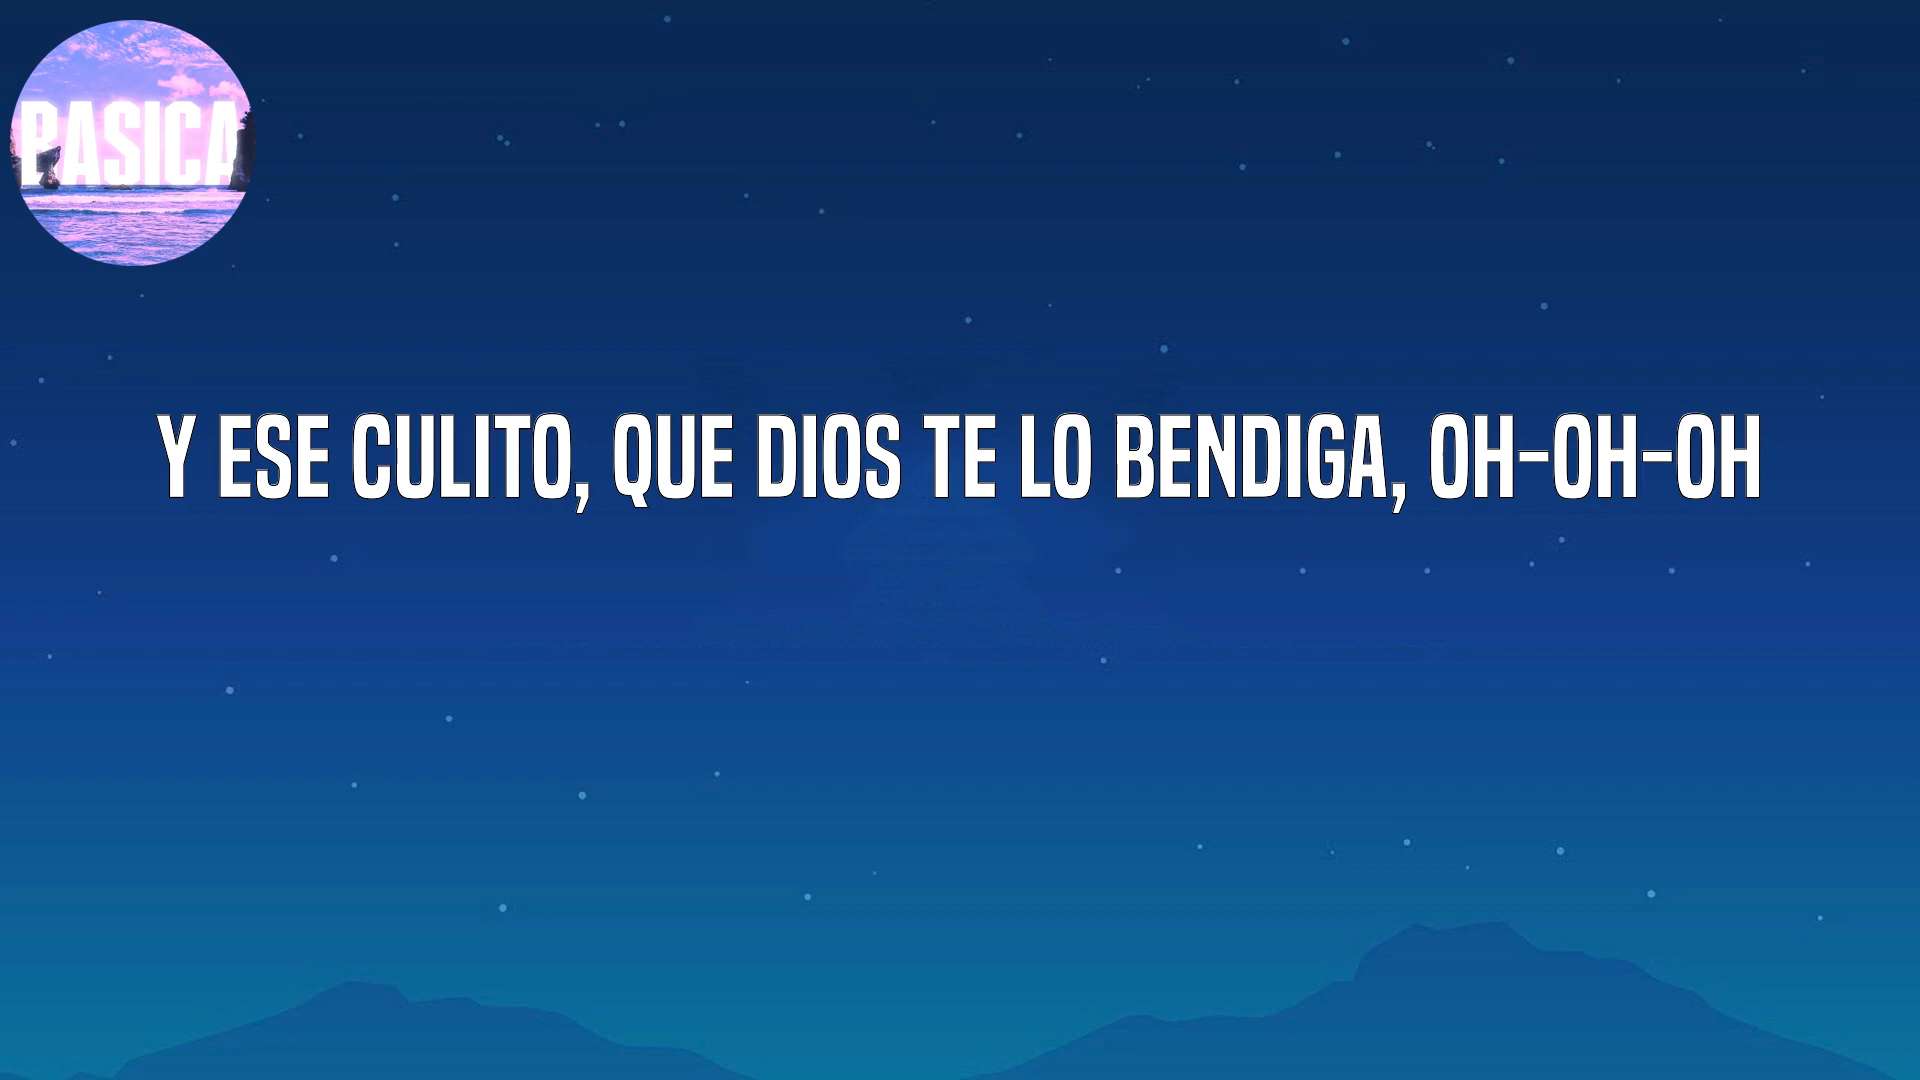 BASICA
Y ESE CULITO, QUE DIOS TE LO BENDIGA, OH-OH-OH